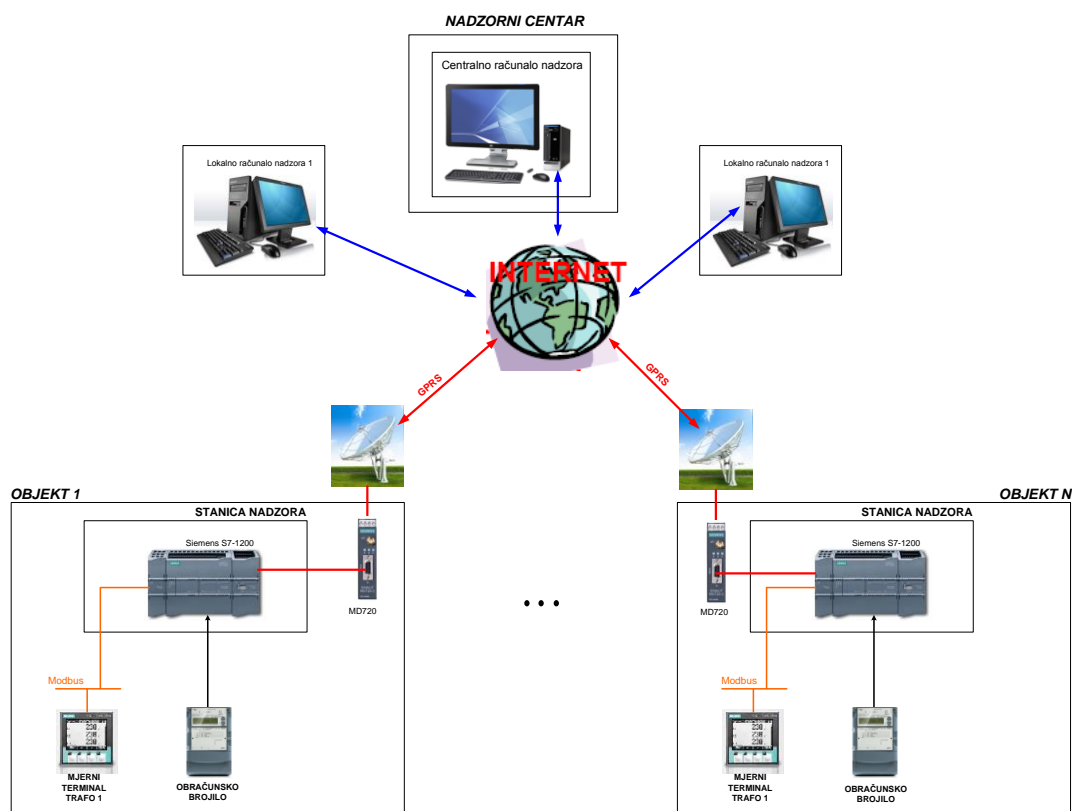 NADZORNI CENTAR
Centralno računalo nadzora
Lokalno računalo nadzora 1
Lokalno računalo nadzora 1
INTERNET
GPRS
GPRS
OBJEKT 1
OBJEKT N
STANICA NADZORA
STANICA NADZORA
Siemens S7-1200
Siemens S7-1200
MD720
MD720
...
Modbus
Modbus
MJERNI
TERMINAL
TRAFO 1
OBRAČUNSKO
BROJILO
MJERNI
TERMINAL
TRAFO 1
OBRAČUNSKO
BROJILO